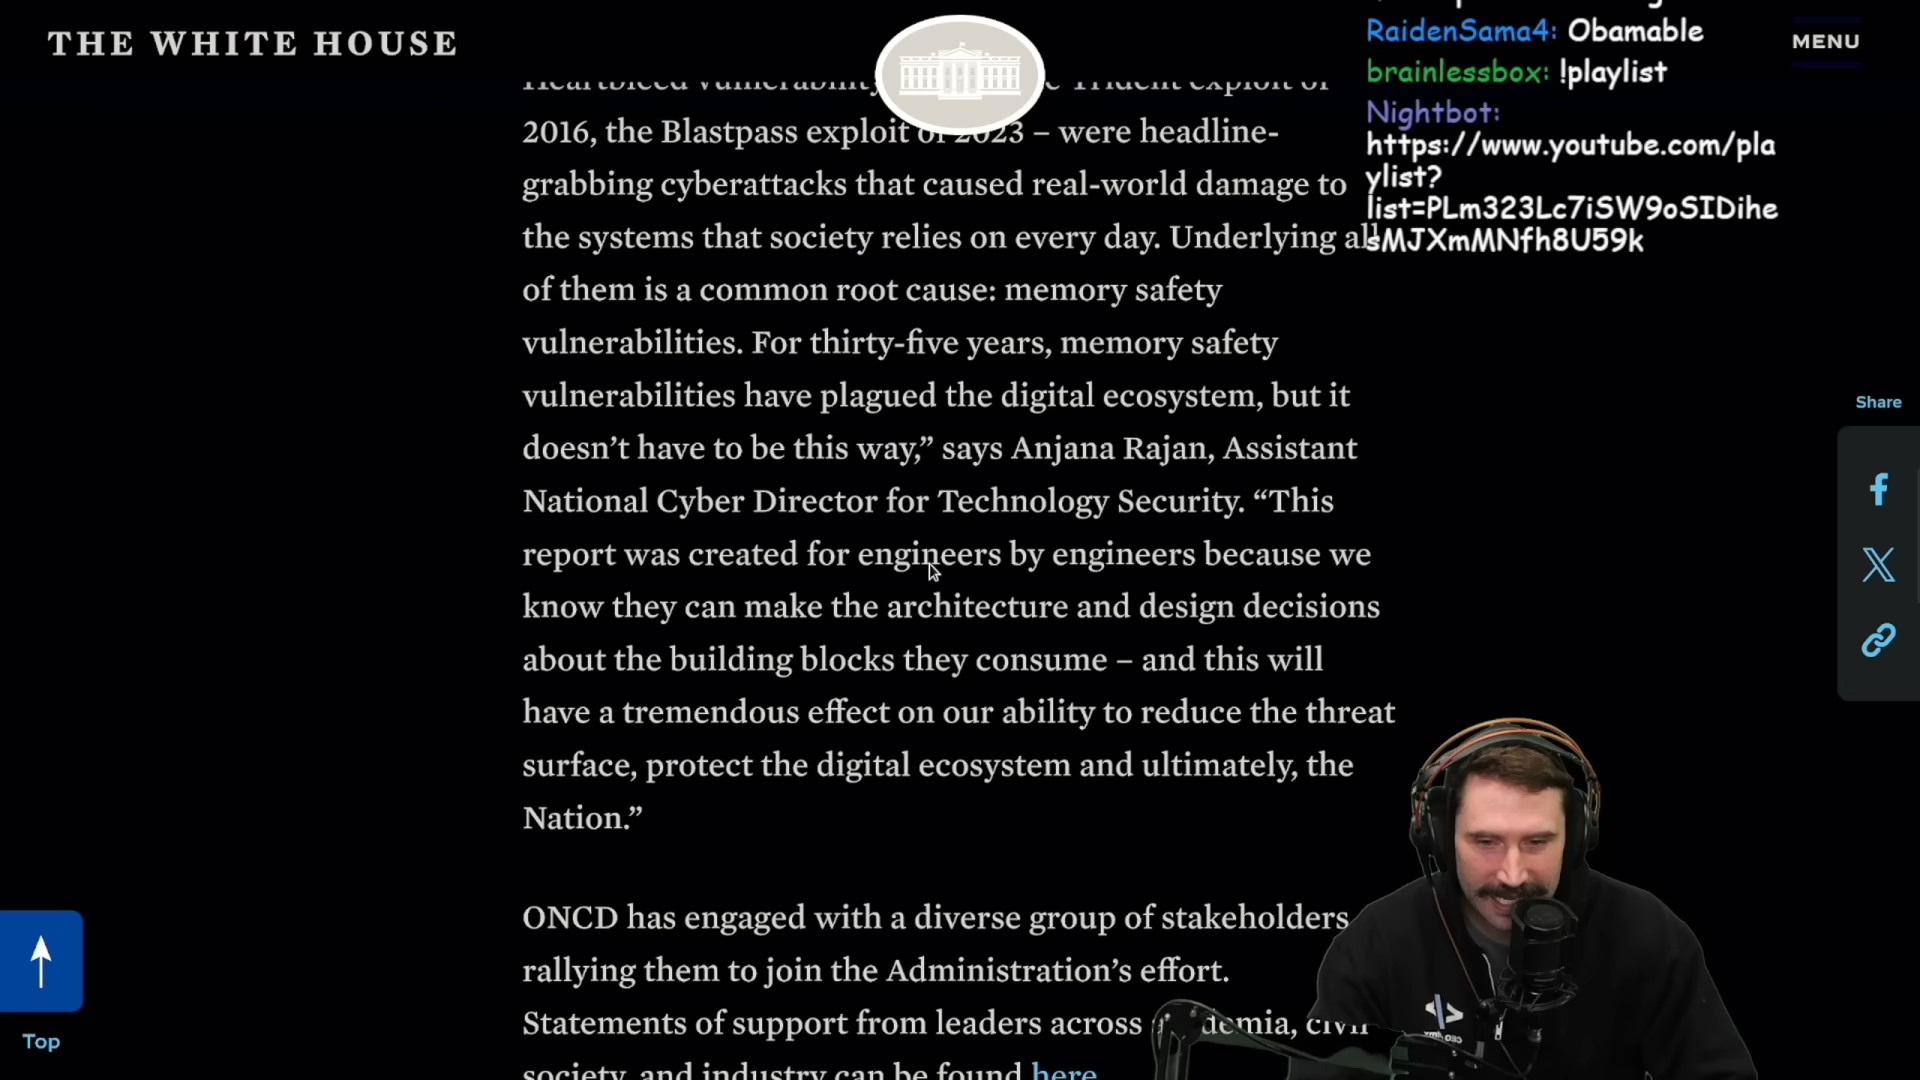 THE WHITE HOUSE
MENU
RaidenSama4: Obamable
brainlessbox: !playlist
Nightbot:
https://www.youtube.com/pla
ylist?
list=PLm323Lc7iSW9oSIDihe
sMJXmMNfh8U59k
Heartbleed vulnerability Trident exploit of
2016, the Blastpass exploit of 2023 – were headline-
grabbing cyberattacks that caused real-world damage to
the systems that society relies on every day. Underlying all
of them is a common root cause: memory safety
vulnerabilities. For thirty-five years, memory safety
vulnerabilities have plagued the digital ecosystem, but it
doesn’t have to be this way,” says Anjana Rajan, Assistant
National Cyber Director for Technology Security. “This
report was created for engineers by engineers because we
know they can make the architecture and design decisions
about the building blocks they consume – and this will
have a tremendous effect on our ability to reduce the threat
surface, protect the digital ecosystem and ultimately, the
Nation.”
ONCD has engaged with a diverse group of stakeholders
rallying them to join the Administration’s effort.
Statements of support from leaders across
society, and industry can be found here
Share
Top